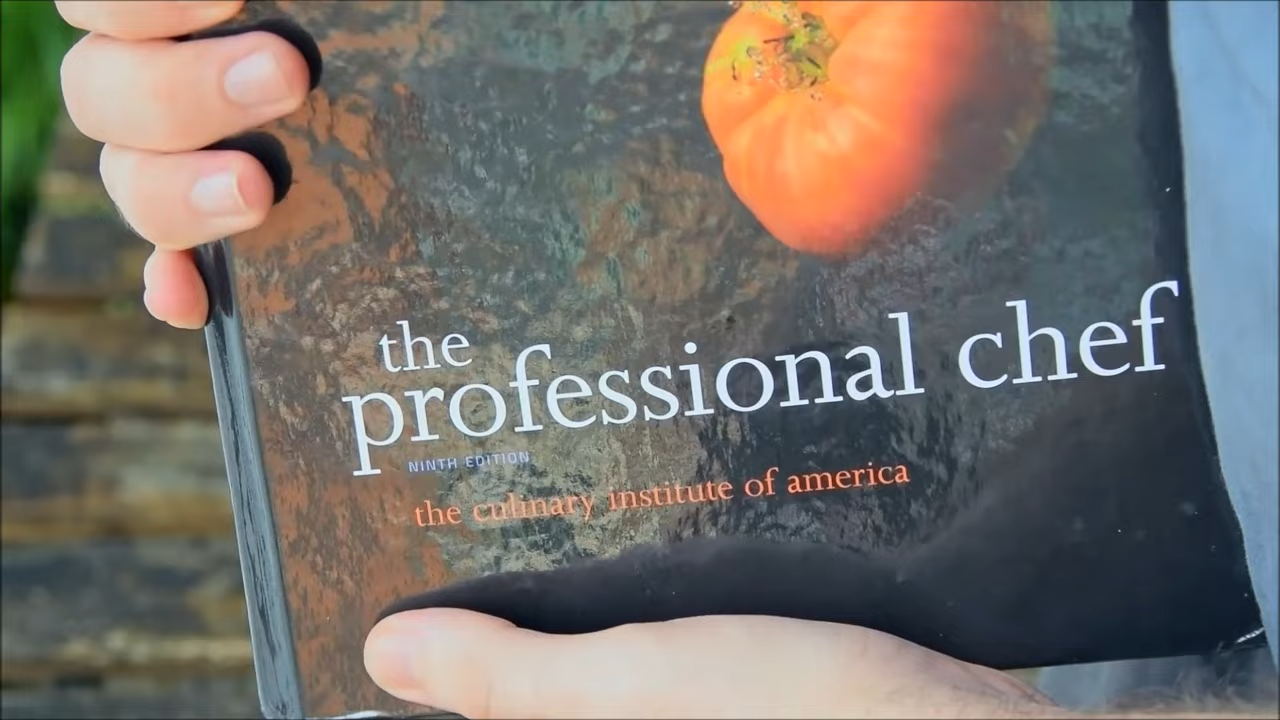 the
professional chef
NINTH EDITION
the culinary institute of america